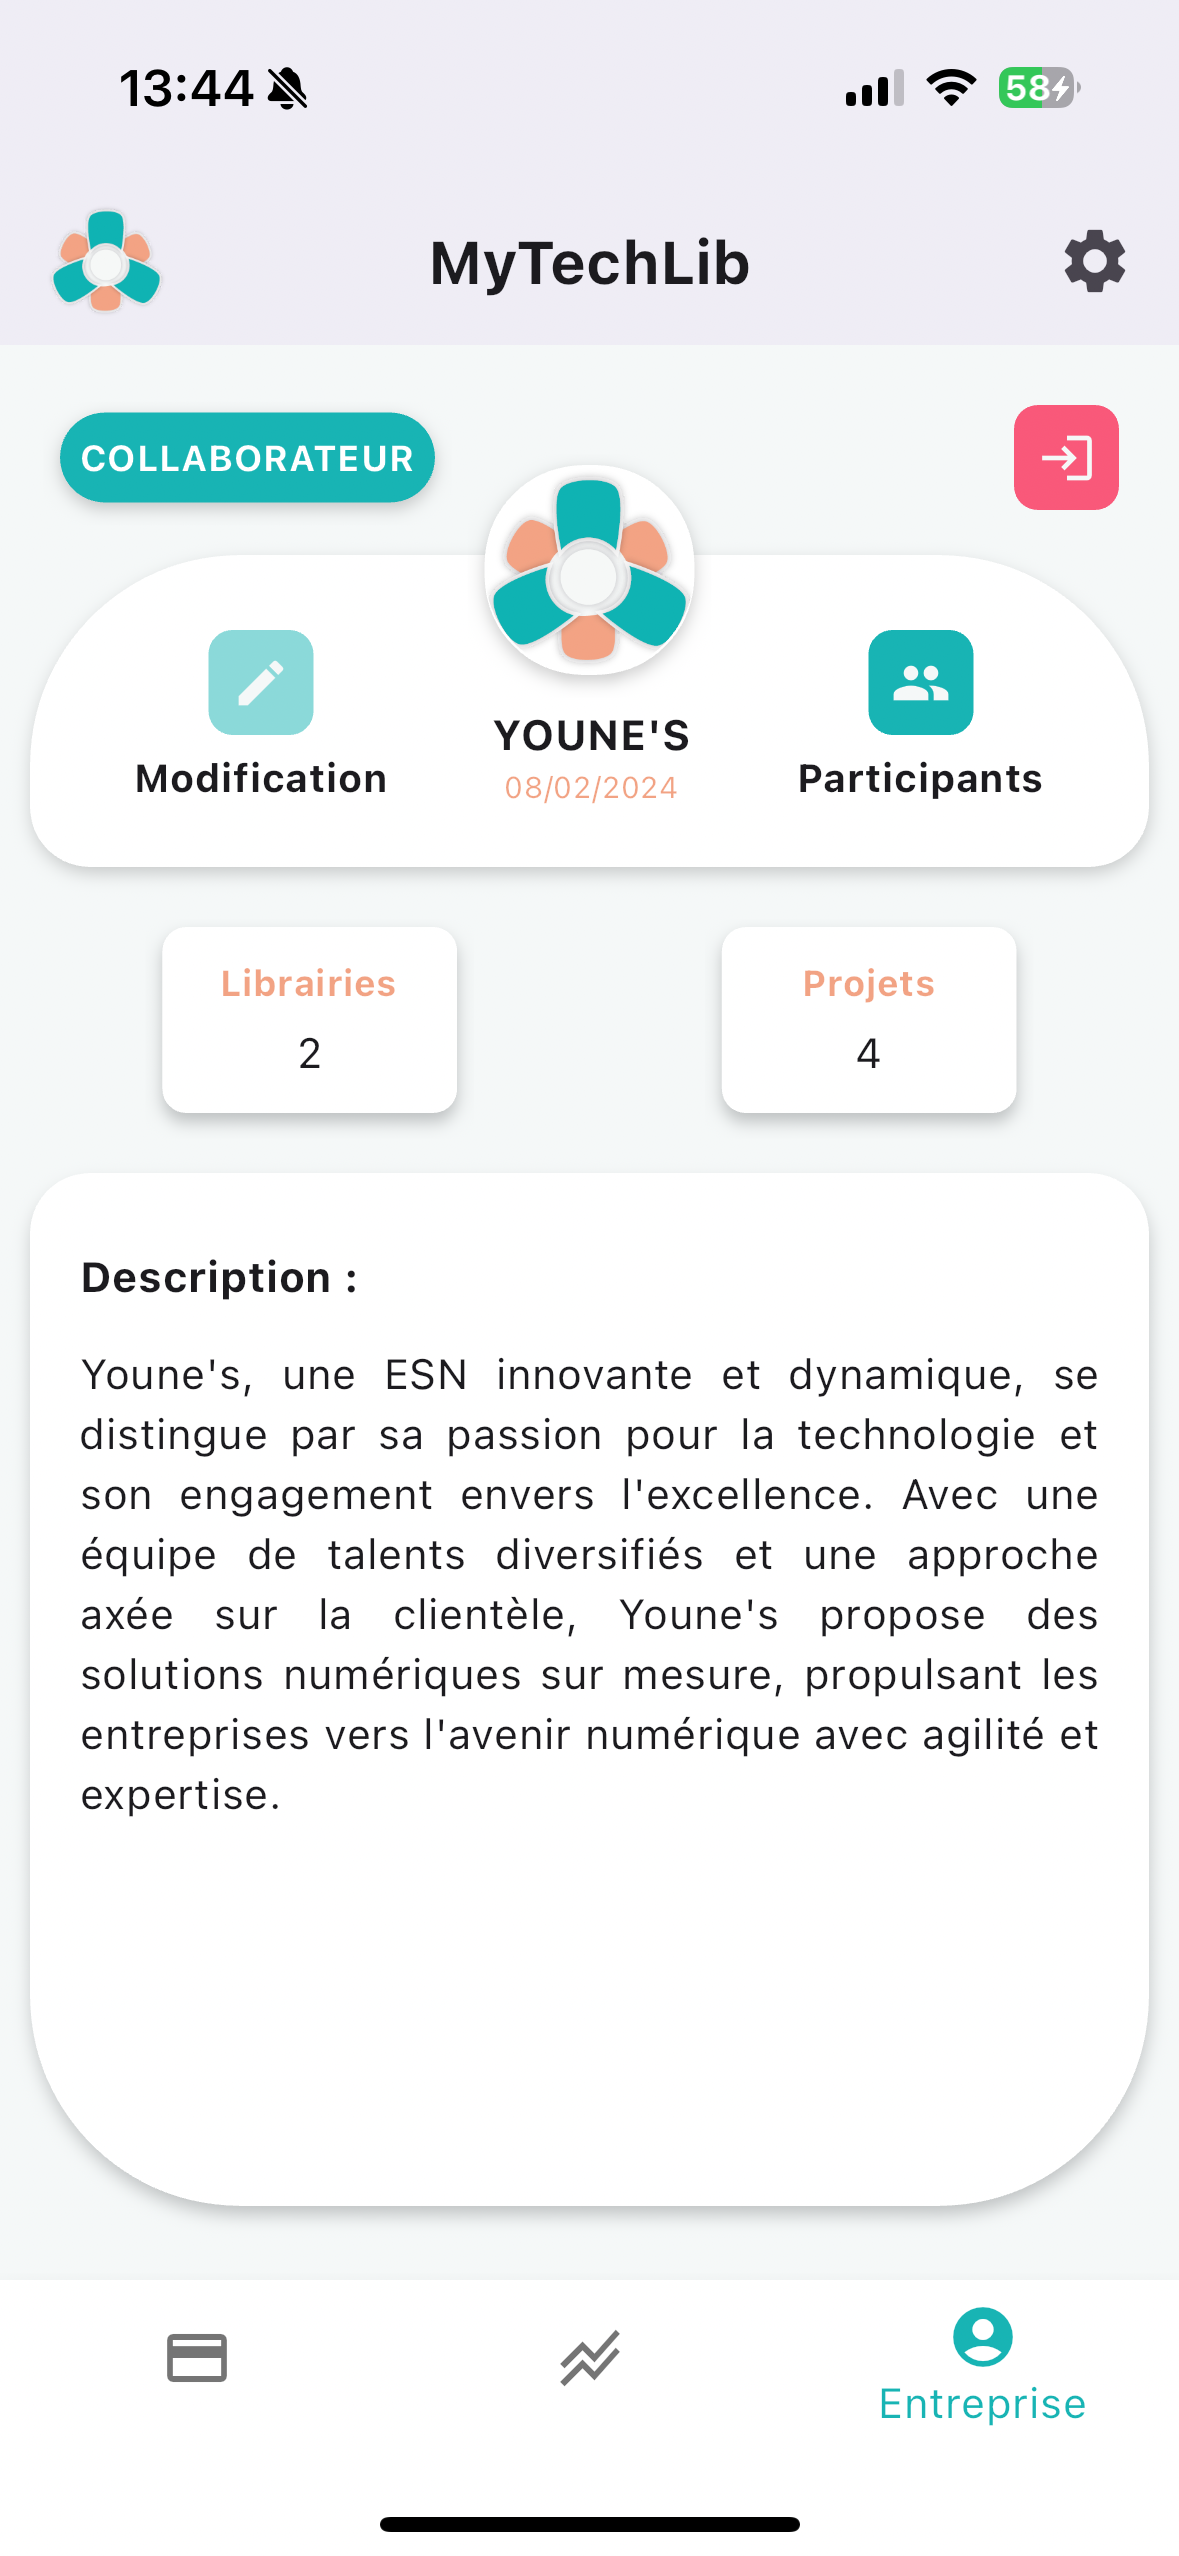 13:44
58
MyTechLib
COLLABORATEUR
YOUNE'S
08/02/2024
Modification
Participants
Librairies
2
Projets
4
Description :
Youne's, une ESN innovante et dynamique, se
distingue par sa passion pour la technologie et
son engagement envers l'excellence. Avec une
équipe de talents diversifiés et une approche
axée sur la clientèle, Youne's propose des
solutions numériques sur mesure, propulsant les
entreprises vers l'avenir numérique avec agilité et
expertise.
Entreprise